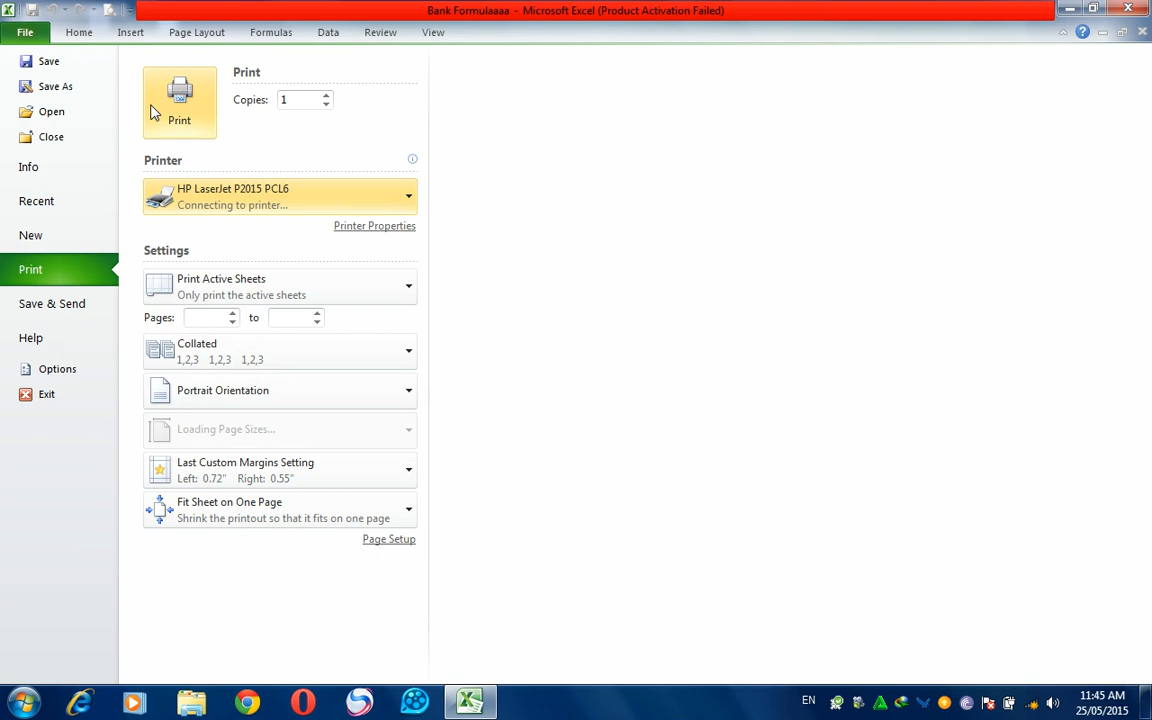 Bank Formulaaaa - Microsoft Excel (Product Activation Failed)
File Home Insert Page Layout Formulas Data Review View
Save
Save As
Open
Close
Info
Recent
New
Print
Save & Send
Help
Options
Exit
Print
Print
Copies: 1
Printer
HP LaserJet P2015 PCL6
Connecting to printer...
Printer Properties
Settings
Print Active Sheets
Only print the active sheets
Pages: to
Collated
1,2,3 1,2,3 1,2,3
Portrait Orientation
Loading Page Sizes...
Last Custom Margins Setting
Left: 0.72" Right: 0.55"
Fit Sheet on One Page
Shrink the printout so that it fits on one page
Page Setup
EN
11:45 AM
25/05/2015